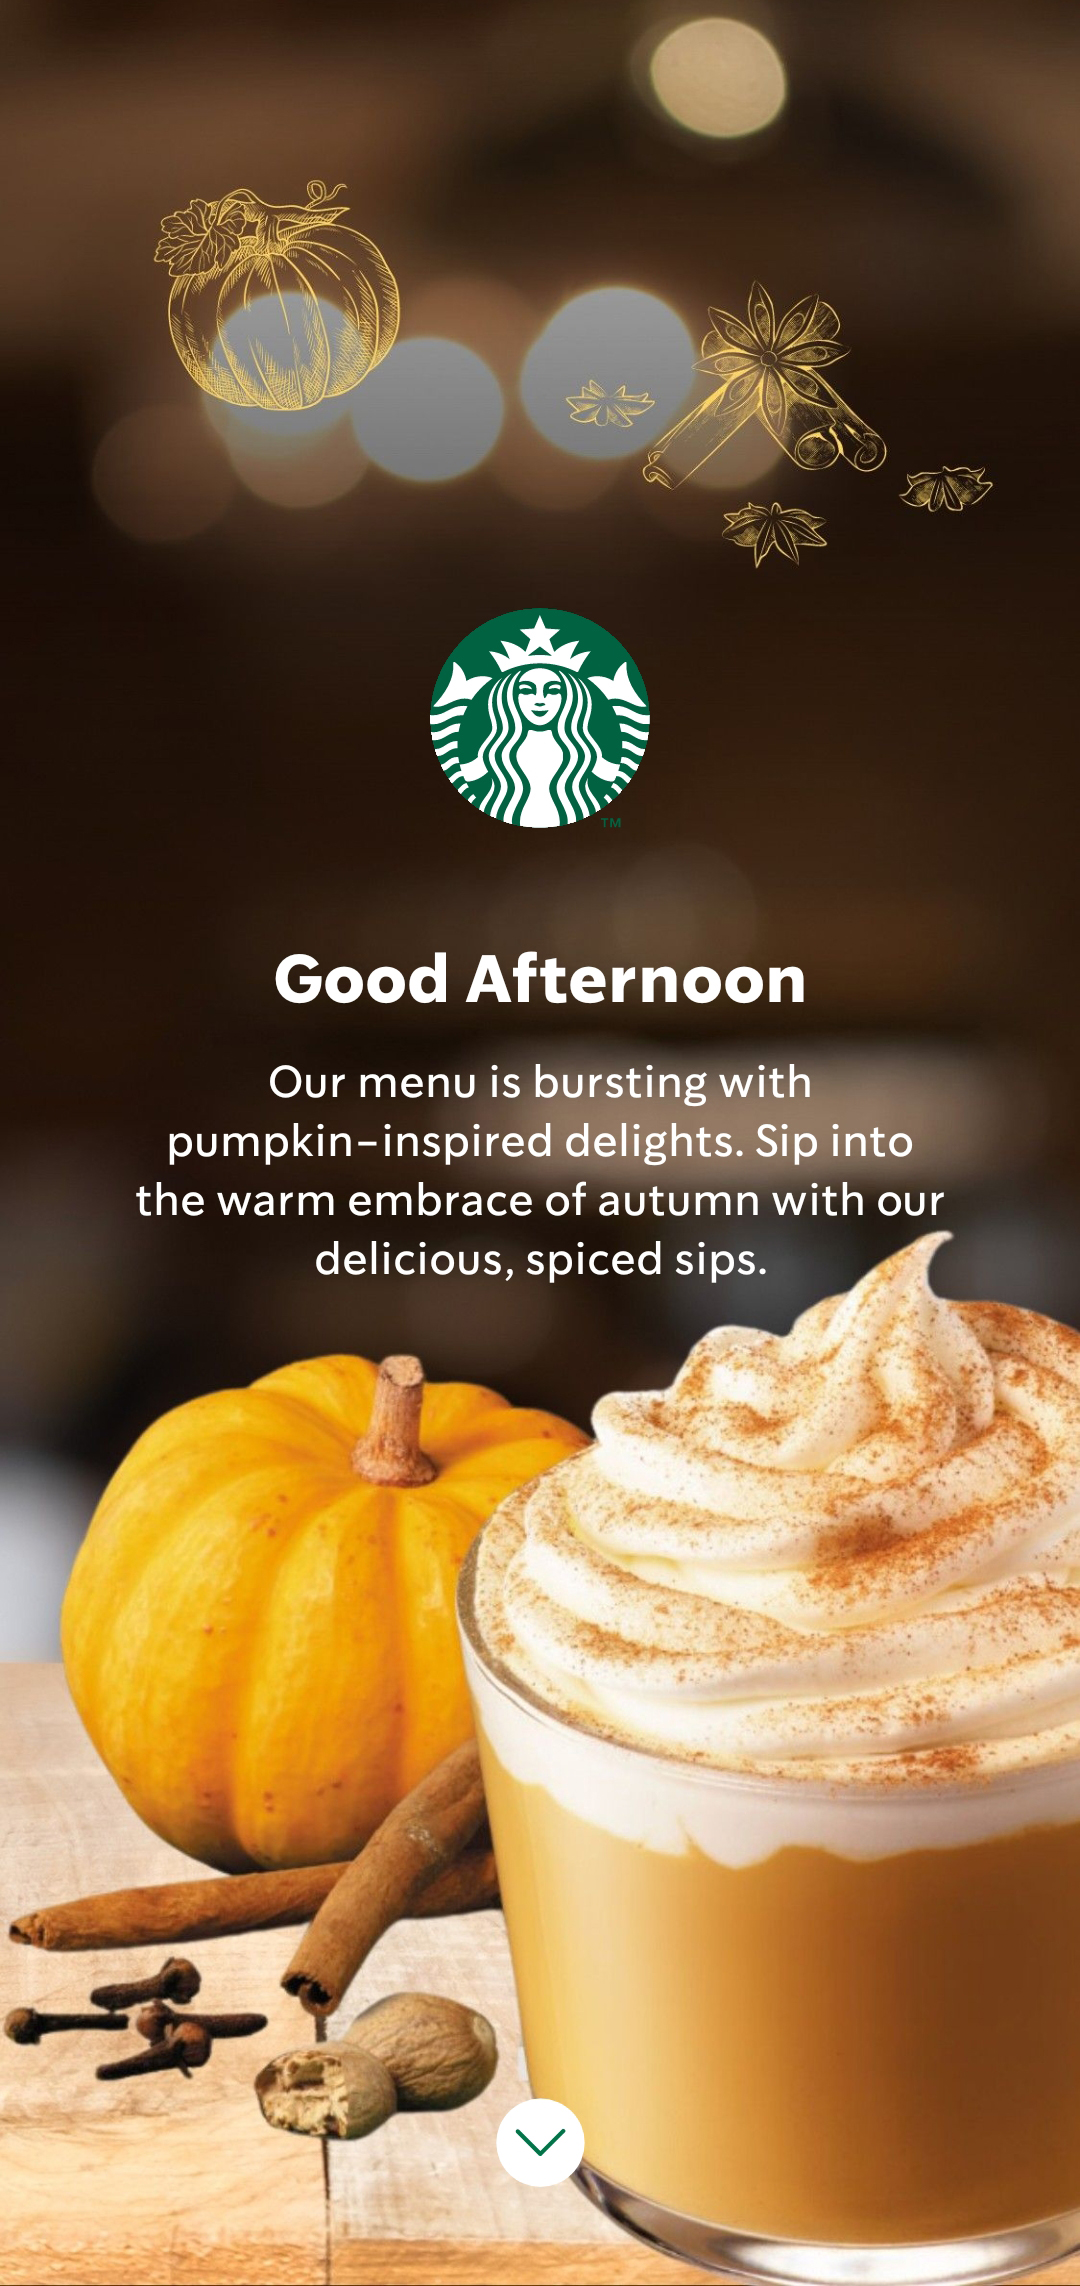 TM
Good Afternoon
Our menu is bursting with
pumpkin-inspired delights. Sip into
the warm embrace of autumn with our
delicious, spiced sips.